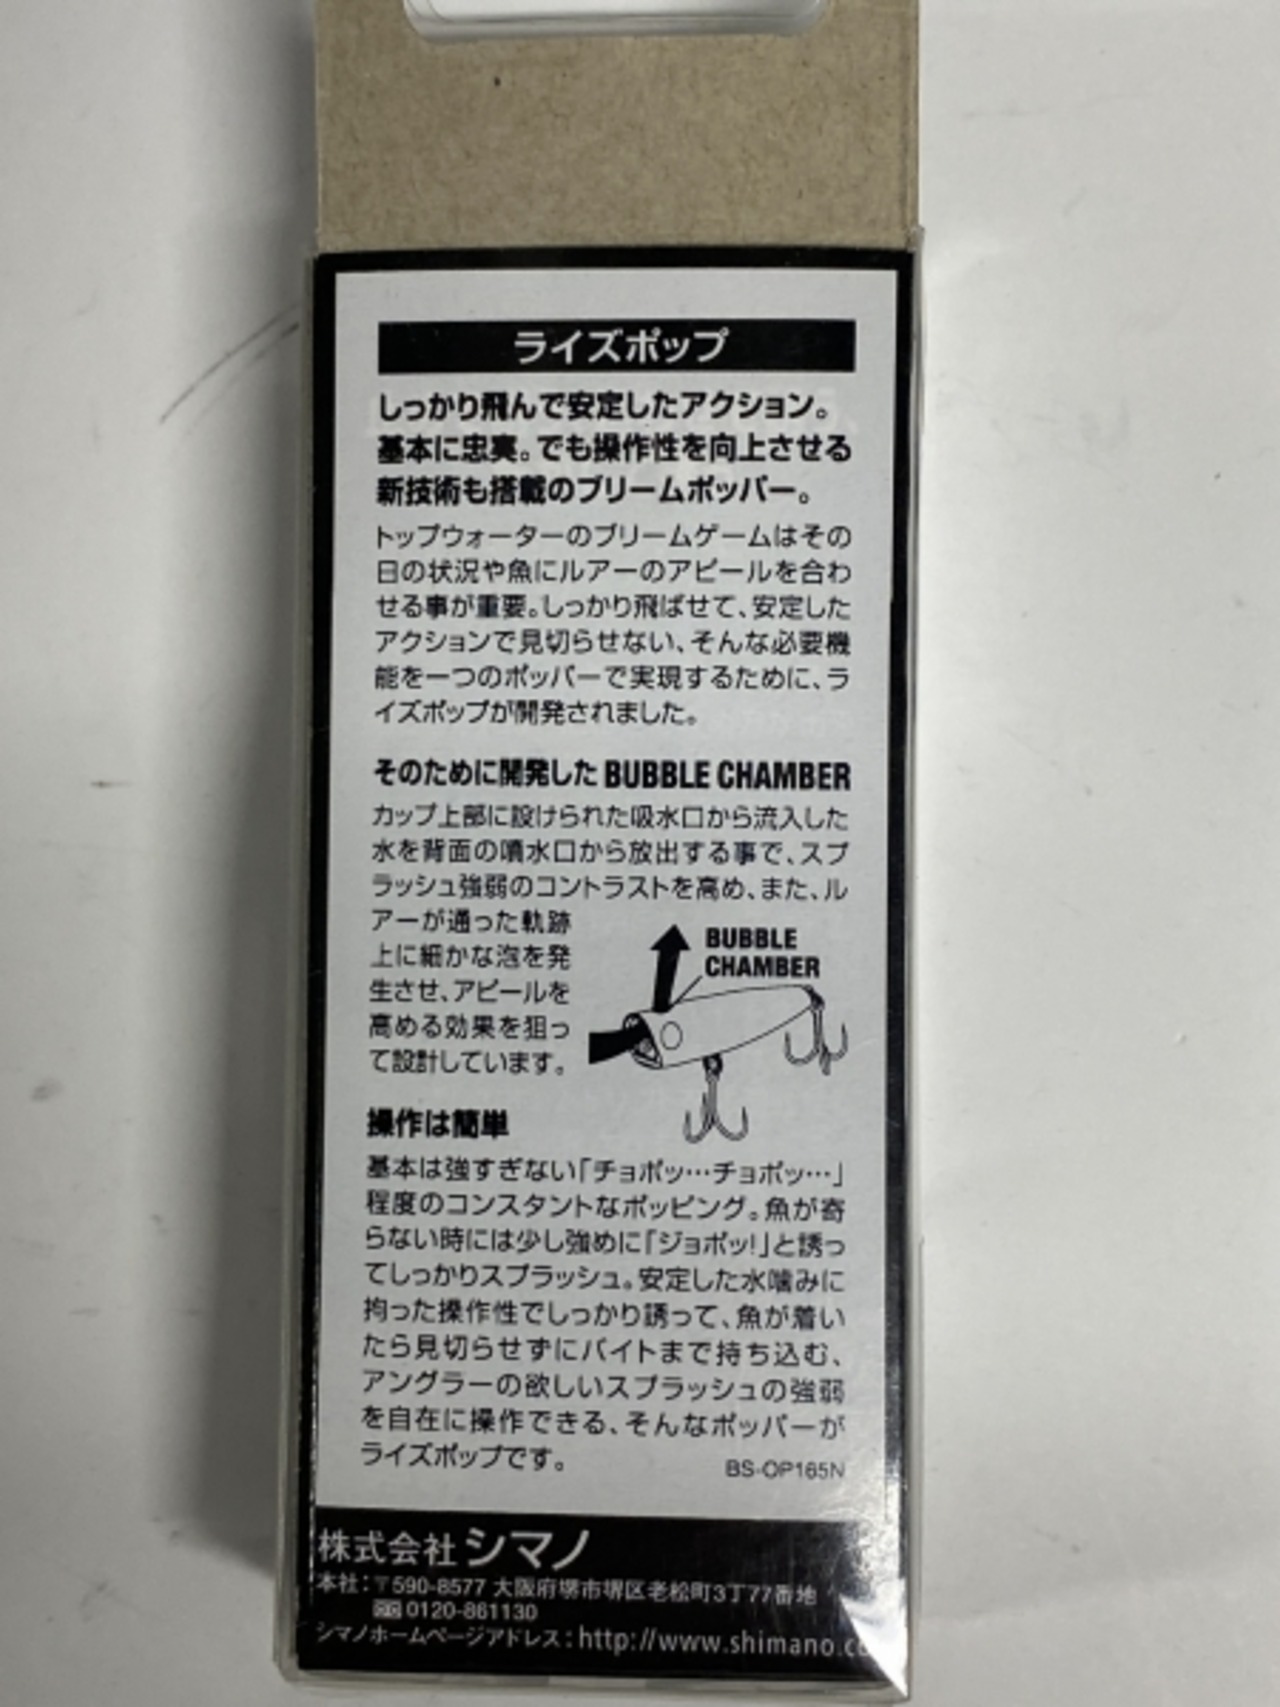 ライズポップ
しっかり飛んで安定したアクション。
基本に忠実。でも操作性を向上させる
新技術も搭載のブリームポッパー。
トップウォーターのブリームゲームはその
日の状況や魚にルアーのアピールを合わ
せる事が重要。しっかり飛ばせて、安定した
アクションで見切らせない、そんな必要機
能を一つのポッパーで実現するために、ラ
イズポップが開発されました。
そのために開発した BUBBLE CHAMBER
カップ上部に設けられた吸水口から流入した
水を背面の噴水口から放出する事で、スプ
ラッシュ強弱のコントラストを高め、また、ル
アーが通った軌跡
上に細かな泡を発
生させ、アピールを
高める効果を狙っ
て設計しています。
BUBBLE
CHAMBER
操作は簡単
基本は強すぎない「チョポッ…チョポッ…」
程度のコンスタントなポッピング。魚が寄
らない時には少し強めに「ジョポッ!」と誘っ
てしっかりスプラッシュ。安定した水噛みに
拘った操作性でしっかり誘って、魚が着い
たら見切らせずにバイトまで持ち込む、
アングラーの欲しいスプラッシュの強弱
を自在に操作できる、そんなポッパーが
ライズポップです。
BS-OP165N
株式会社 シマノ
本社:〒590-8577 大阪府堺市堺区老松町3丁77番地
0120-861130
シマノホームページアドレス:http://www.shimano.co